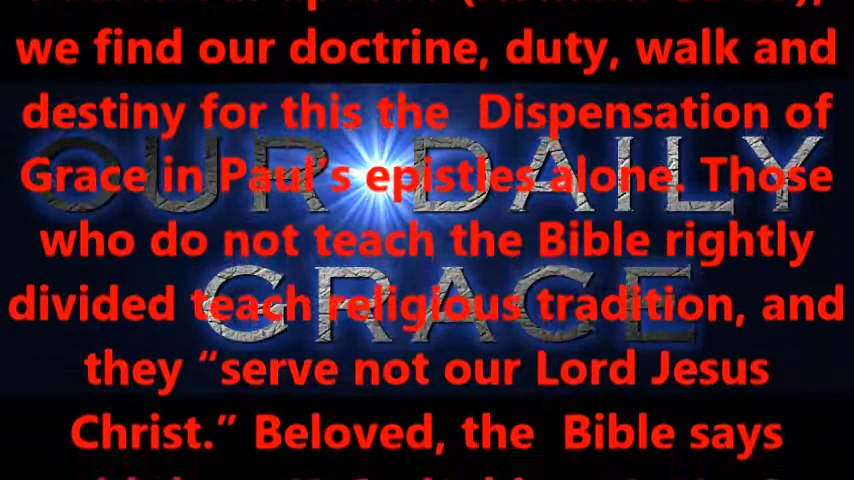 we find our doctrine, duty, walk and
destiny for this the  Dispensation of
Grace in Paul's epistles alone. Those
who do not teach the Bible rightly
divided teach religious tradition, and
they “serve not our Lord Jesus
Christ.” Beloved, the  Bible says
OUR DAILY
GRACE